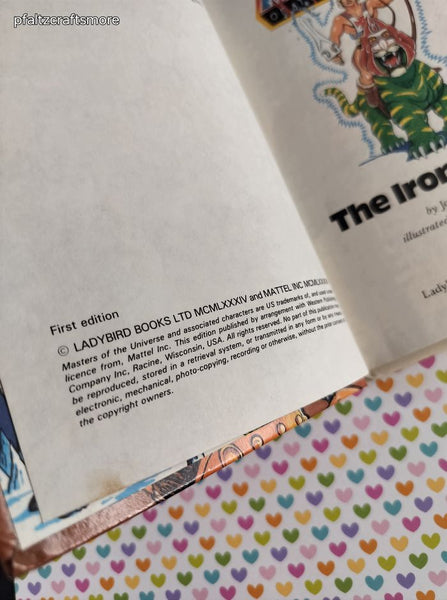 pfaltzcraftsmore
The Iron
by J
illustrated
Lady
First edition
© LADYBIRD BOOKS LTD MCMLXXXIV and MATTEL INC
Masters of the Universe and associated characters are US trademarks of, and used under
licence from, Mattel Inc. This edition published by arrangement with Western Publishing
Company Inc. Racine, Wisconsin, USA. All rights reserved. No part of this publication may
be reproduced, stored in a retrieval system, or transmitted in any form or by any means,
electronic, mechanical, photo-copying, recording or otherwise, without the prior consent of
the copyright owners.